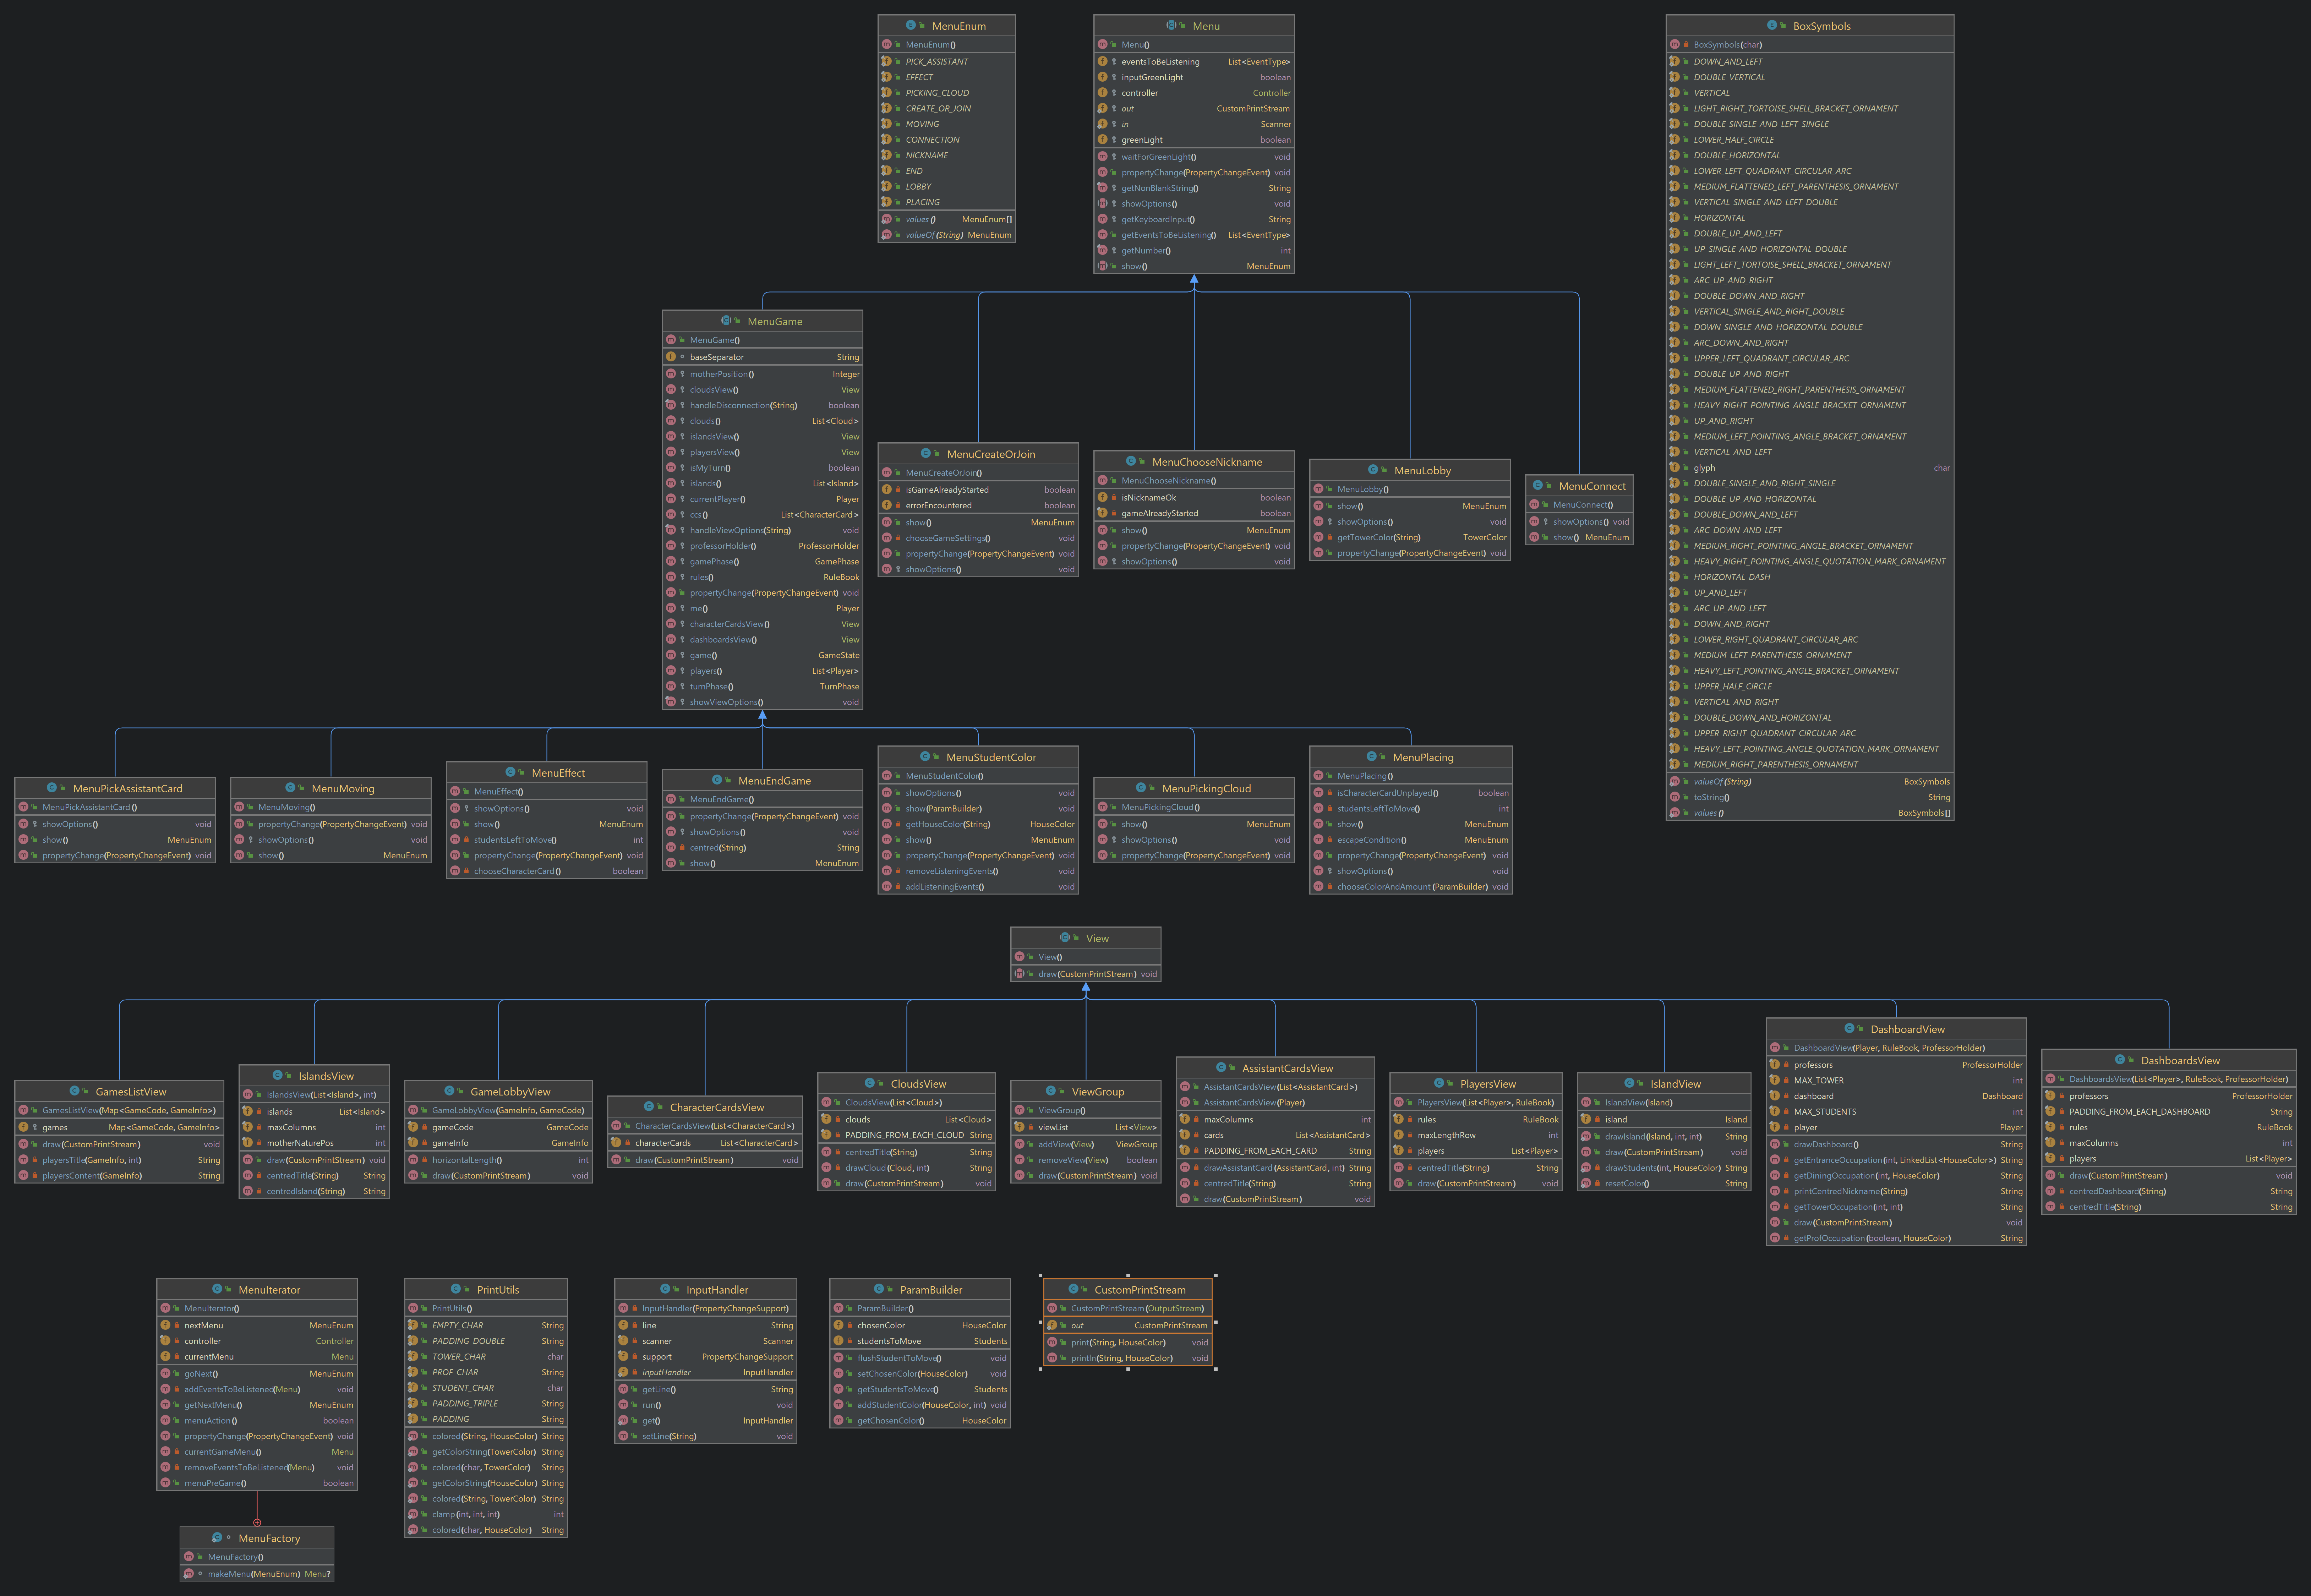 MenuEnum
MenuEnum()
PICK_ASSISTANT
EFFECT
PICKING_CLOUD
CREATE_OR_JOIN
MOVING
CONNECTION
NICKNAME
END
LOBBY
PLACING
values() MenuEnum[]
valueOf(String) MenuEnum
Menu
Menu()
eventsToBeListening List<EventType>
inputGreenLight boolean
controller Controller
out CustomPrintStream
in Scanner
greenLight boolean
waitForGreenLight() void
propertyChange(PropertyChangeEvent) void
getNonBlankString() String
showOptions() void
getKeyboardInput() String
getEventsToBeListening() List<EventType>
getNumber() int
show() MenuEnum
BoxSymbols
BoxSymbols(char)
DOWN_AND_LEFT
DOUBLE_VERTICAL
VERTICAL
LIGHT_RIGHT_TORTOISE_SHELL_BRACKET_ORNAMENT
DOUBLE_SINGLE_AND_LEFT_SINGLE
LOWER_HALF_CIRCLE
DOUBLE_HORIZONTAL
LOWER_LEFT_QUADRANT_CIRCULAR_ARC
MEDIUM_FLATTENED_LEFT_PARENTHESIS_ORNAMENT
VERTICAL_SINGLE_AND_LEFT_DOUBLE
HORIZONTAL
DOUBLE_UP_AND_LEFT
UP_SINGLE_AND_HORIZONTAL_DOUBLE
LIGHT_LEFT_TORTOISE_SHELL_BRACKET_ORNAMENT
ARC_UP_AND_RIGHT
DOUBLE_DOWN_AND_RIGHT
VERTICAL_SINGLE_AND_RIGHT_DOUBLE
DOWN_SINGLE_AND_HORIZONTAL_DOUBLE
ARC_DOWN_AND_RIGHT
UPPER_LEFT_QUADRANT_CIRCULAR_ARC
DOUBLE_UP_AND_RIGHT
MEDIUM_FLATTENED_RIGHT_PARENTHESIS_ORNAMENT
HEAVY_RIGHT_POINTING_ANGLE_BRACKET_ORNAMENT
UP_AND_RIGHT
MEDIUM_LEFT_POINTING_ANGLE_BRACKET_ORNAMENT
VERTICAL_AND_LEFT
glyph char
DOUBLE_SINGLE_AND_RIGHT_SINGLE
DOUBLE_UP_AND_HORIZONTAL
DOUBLE_DOWN_AND_LEFT
ARC_DOWN_AND_LEFT
MEDIUM_RIGHT_POINTING_ANGLE_BRACKET_ORNAMENT
HEAVY_RIGHT_POINTING_ANGLE_QUOTATION_MARK_ORNAMENT
HORIZONTAL_DASH
UP_AND_LEFT
ARC_UP_AND_LEFT
DOWN_AND_RIGHT
LOWER_RIGHT_QUADRANT_CIRCULAR_ARC
MEDIUM_LEFT_PARENTHESIS_ORNAMENT
HEAVY_LEFT_POINTING_ANGLE_BRACKET_ORNAMENT
UPPER_HALF_CIRCLE
VERTICAL_AND_RIGHT
DOUBLE_DOWN_AND_HORIZONTAL
UPPER_RIGHT_QUADRANT_CIRCULAR_ARC
HEAVY_LEFT_POINTING_ANGLE_QUOTATION_MARK_ORNAMENT
MEDIUM_RIGHT_PARENTHESIS_ORNAMENT
valueOf(String) BoxSymbols
toString() String
values() BoxSymbols[]
MenuGame
MenuGame()
baseSeparator String
motherPosition() Integer
cloudsView() View
handleDisconnection(String) boolean
clouds() List<Cloud>
islandsView() View
playersView() View
isMyTurn() boolean
islands() List<Island>
currentPlayer() Player
ccs() List<CharacterCard>
handleViewOptions(String) void
professorHolder() ProfessorHolder
gamePhase() GamePhase
rules() RuleBook
propertyChange(PropertyChangeEvent) void
me() Player
characterCardsView() View
dashboardsView() View
game() GameState
players() List<Player>
turnPhase() TurnPhase
showViewOptions() void
MenuCreateOrJoin
MenuCreateOrJoin()
isGameAlreadyStarted boolean
errorEncountered boolean
show() MenuEnum
chooseGameSettings() void
propertyChange(PropertyChangeEvent) void
showOptions() void
MenuChooseNickname
MenuChooseNickname()
isNicknameOk boolean
gameAlreadyStarted boolean
show() MenuEnum
propertyChange(PropertyChangeEvent) void
showOptions() void
MenuLobby
MenuLobby()
show() MenuEnum
showOptions() void
getTowerColor(String) TowerColor
propertyChange(PropertyChangeEvent) void
MenuConnect
MenuConnect()
showOptions() void
show() MenuEnum
MenuPickAssistantCard
MenuPickAssistantCard()
showOptions() void
show() MenuEnum
propertyChange(PropertyChangeEvent) void
MenuMoving
MenuMoving()
propertyChange(PropertyChangeEvent) void
showOptions() void
show() MenuEnum
MenuEffect
MenuEffect()
showOptions() void
show() MenuEnum
studentsLeftToMove() int
propertyChange(PropertyChangeEvent) void
chooseCharacterCard() boolean
MenuEndGame
MenuEndGame()
propertyChange(PropertyChangeEvent) void
showOptions() void
centred(String) String
show() MenuEnum
MenuStudentColor
MenuStudentColor()
showOptions() void
show(ParamBuilder) void
getHouseColor(String) HouseColor
show() MenuEnum
propertyChange(PropertyChangeEvent) void
removeListeningEvents() void
addListeningEvents() void
MenuPickingCloud
MenuPickingCloud()
show() MenuEnum
showOptions() void
propertyChange(PropertyChangeEvent) void
MenuPlacing
MenuPlacing()
isCharacterCardUnplayed() boolean
studentsLeftToMove() int
show() MenuEnum
escapeCondition() MenuEnum
propertyChange(PropertyChangeEvent) void
showOptions() void
chooseColorAndAmount(ParamBuilder) void
View
View()
draw(CustomPrintStream) void
GamesListView
GamesListView(Map<GameCode, GameInfo>)
games Map<GameCode, GameInfo>
draw(CustomPrintStream) void
playersTitle(GameInfo, int) String
playersContent(GameInfo) String
IslandsView
IslandsView(List<Island>, int)
islands List<Island>
maxColumns int
motherNaturePos int
draw(CustomPrintStream) void
centredTitle(String) String
centredIsland(String) String
GameLobbyView
GameLobbyView(GameInfo, GameCode)
gameCode GameCode
gameInfo GameInfo
horizontalLength() int
draw(CustomPrintStream) void
CharacterCardsView
CharacterCardsView(List<CharacterCard>)
characterCards List<CharacterCard>
draw(CustomPrintStream) void
CloudsView
CloudsView(List<Cloud>)
clouds List<Cloud>
PADDING_FROM_EACH_CLOUD String
centredTitle(String) String
drawCloud(Cloud, int) String
draw(CustomPrintStream) void
ViewGroup
ViewGroup()
viewList List<View>
addView(View) ViewGroup
removeView(View) boolean
draw(CustomPrintStream) void
AssistantCardsView
AssistantCardsView(List<AssistantCard>)
AssistantCardsView(Player)
maxColumns int
cards List<AssistantCard>
PADDING_FROM_EACH_CARD String
drawAssistantCard(AssistantCard, int) String
centredTitle(String) String
draw(CustomPrintStream) void
PlayersView
PlayersView(List<Player>, RuleBook)
rules RuleBook
maxLengthRow int
players List<Player>
centredTitle(String) String
draw(CustomPrintStream) void
IslandView
IslandView(Island)
island Island
drawIsland(Island, int, int) String
draw(CustomPrintStream) void
drawStudents(int, HouseColor) String
resetColor() String
DashboardView
DashboardView(Player, RuleBook, ProfessorHolder)
professors ProfessorHolder
MAX_TOWER int
dashboard Dashboard
MAX_STUDENTS int
player Player
drawDashboard() String
getEntranceOccupation(int, LinkedList<HouseColor>) String
getDiningOccupation(int, HouseColor) String
printCentredNickname(String) String
getTowerOccupation(int, int) String
draw(CustomPrintStream) void
getProfOccupation(boolean, HouseColor) String
DashboardsView
DashboardsView(List<Player>, RuleBook, ProfessorHolder)
professors ProfessorHolder
PADDING_FROM_EACH_DASHBOARD String
rules RuleBook
maxColumns int
players List<Player>
draw(CustomPrintStream) void
centredDashboard(String) String
centredTitle(String) String
MenuIterator
MenuIterator()
nextMenu MenuEnum
controller Controller
currentMenu Menu
goNext() MenuEnum
addEventsToBeListened(Menu) void
getNextMenu() MenuEnum
menuAction() boolean
propertyChange(PropertyChangeEvent) void
currentGameMenu() Menu
removeEventsToBeListened(Menu) void
menuPreGame() boolean
MenuFactory
MenuFactory()
makeMenu(MenuEnum) Menu?
PrintUtils
PrintUtils()
EMPTY_CHAR String
PADDING_DOUBLE String
TOWER_CHAR char
PROF_CHAR String
STUDENT_CHAR char
PADDING_TRIPLE String
PADDING String
colored(String, HouseColor) String
getColorString(TowerColor) String
colored(char, TowerColor) String
getColorString(HouseColor) String
colored(String, TowerColor) String
clamp(int, int, int) int
colored(char, HouseColor) String
InputHandler
InputHandler(PropertyChangeSupport)
line String
scanner Scanner
support PropertyChangeSupport
inputHandler InputHandler
getLine() String
run() void
get() InputHandler
setLine(String) void
ParamBuilder
ParamBuilder()
chosenColor HouseColor
studentsToMove Students
flushStudentToMove() void
setChosenColor(HouseColor) void
getStudentsToMove() Students
addStudentColor(HouseColor, int) void
getChosenColor() HouseColor
CustomPrintStream
CustomPrintStream(OutputStream)
out CustomPrintStream
print(String, HouseColor) void
println(String, HouseColor) void